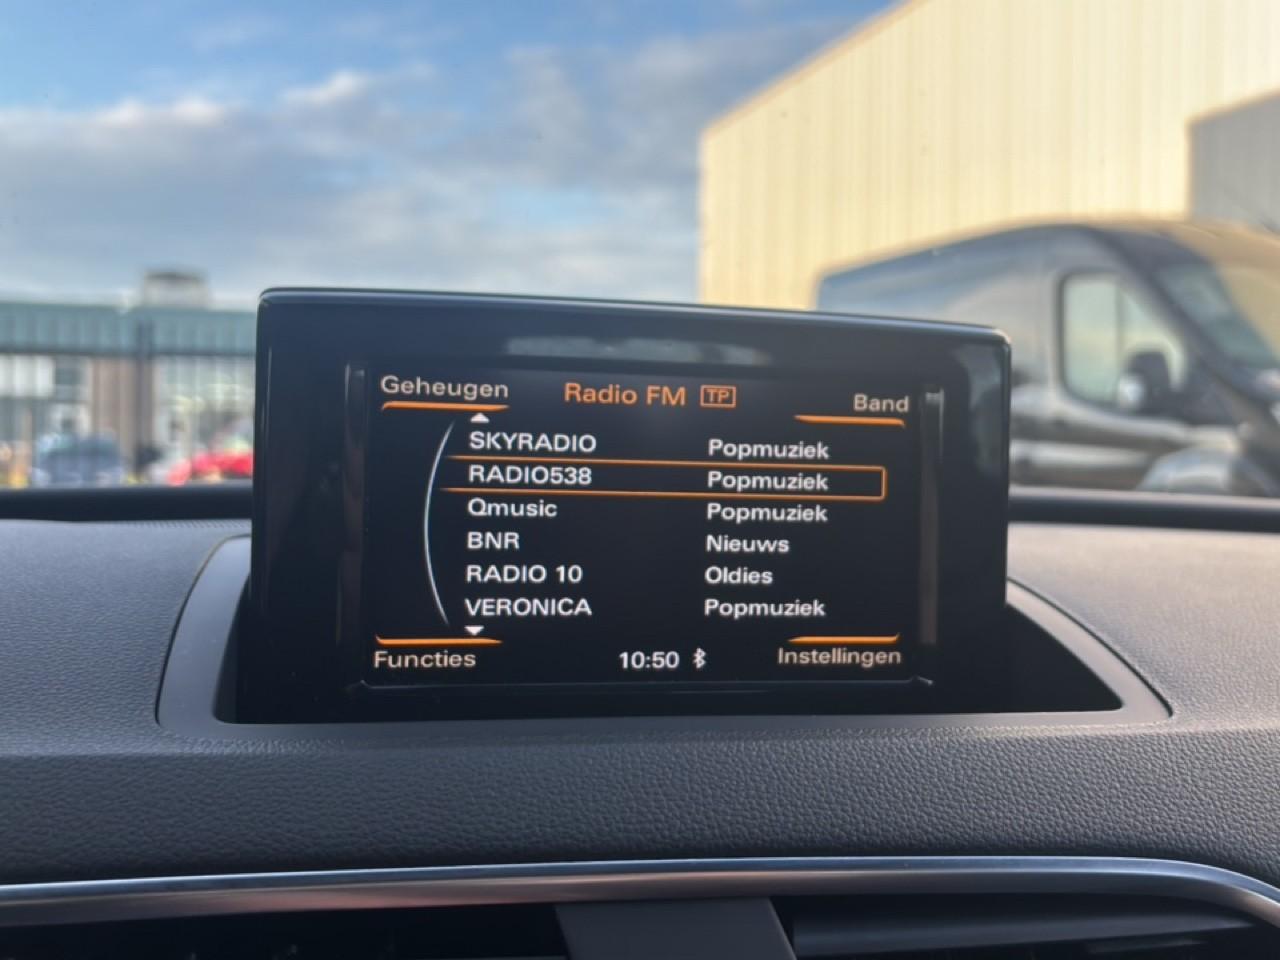 Geheugen Radio FM TP Band
SKYRADIO Popmuziek
RADIO538 Popmuziek
Qmusic Popmuziek
BNR Nieuws
RADIO 10 Oldies
VERONICA Popmuziek
Functies 10:50 Instellingen